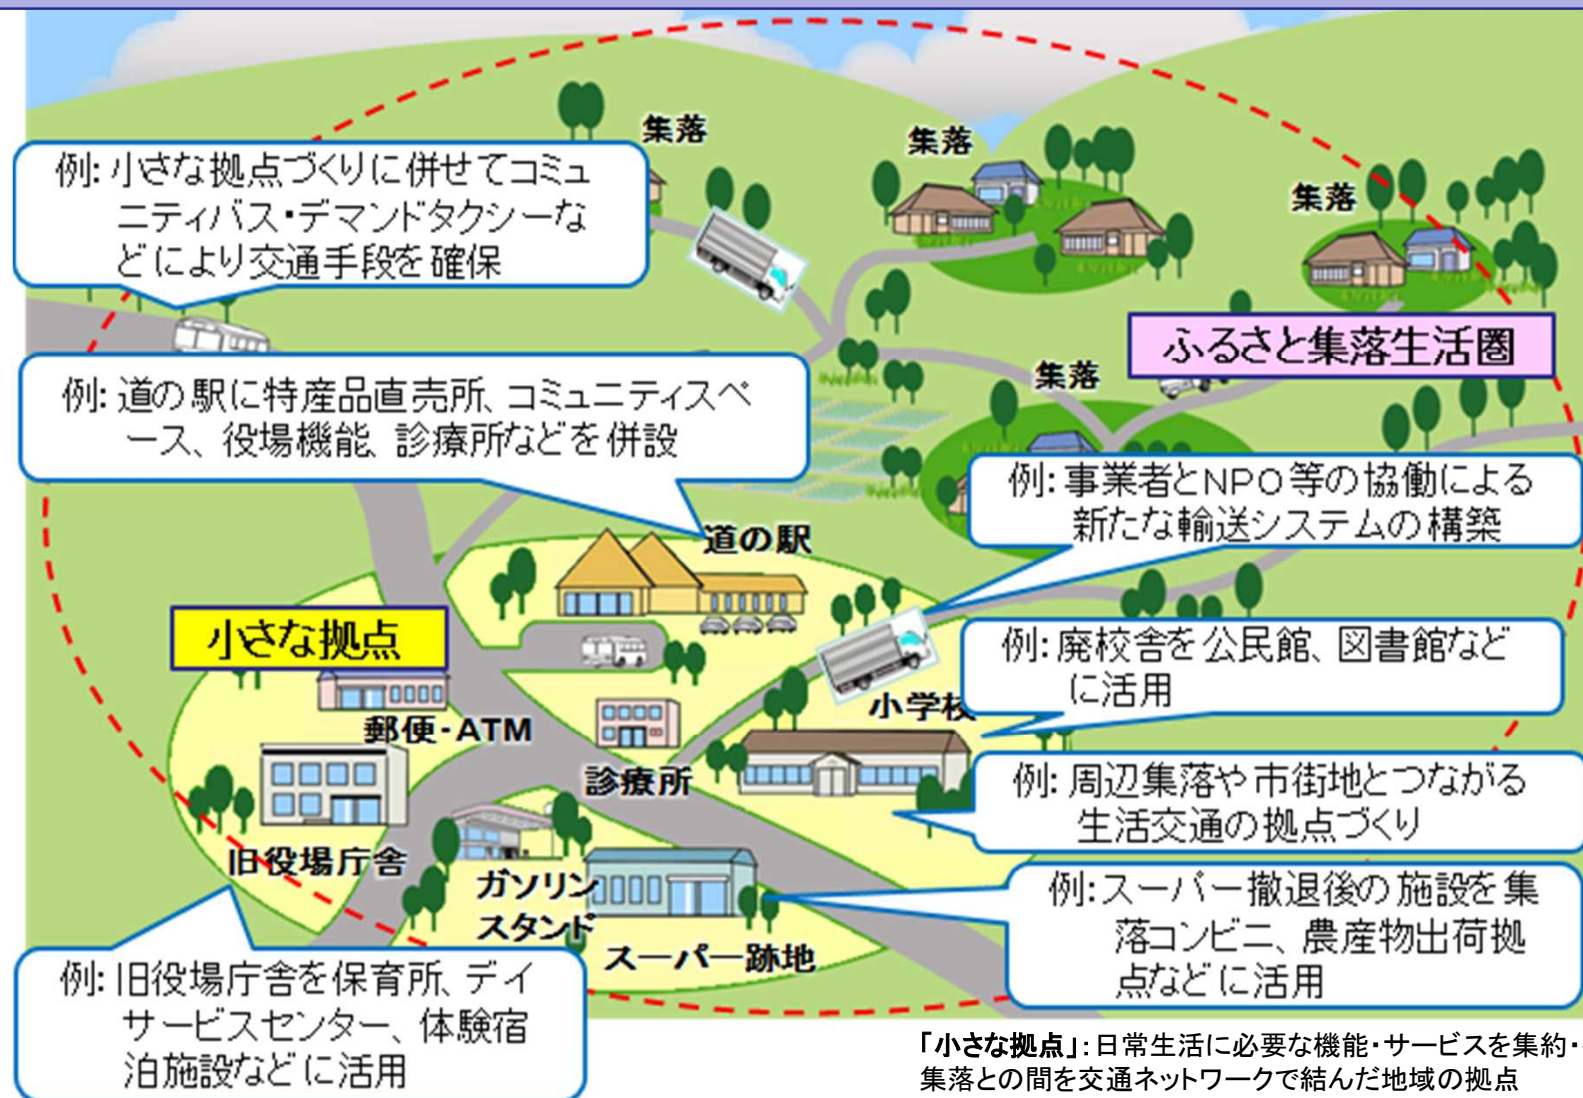 集落
集落
集落
例: 小さな拠点づくりに併せてコミュ
ニティバス・デマンドタクシーな
どにより交通手段を確保
ふるさと集落生活圏
集落
例: 道の駅に特産品直売所、コミュニティスペ
ース、役場機能、診療所などを併設
例: 事業者とNPO等の協働による
新たな輸送システムの構築
道の駅
小さな拠点
例: 廃校舎を公民館、図書館など
に活用
小学校
郵便・ATM
診療所
例: 周辺集落や市街地とつながる
生活交通の拠点づくり
旧役場庁舎
ガソリン
スタンド
スーパー跡地
例:スーパー撤退後の施設を集
落コンビニ、農産物出荷拠
点などに活用
例: 旧役場庁舎を保育所、デイ
サービスセンター、体験宿
泊施設などに活用
「小さな拠点」:日常生活に必要な機能・サービスを集約・
集落との間を交通ネットワークで結んだ地域の拠点